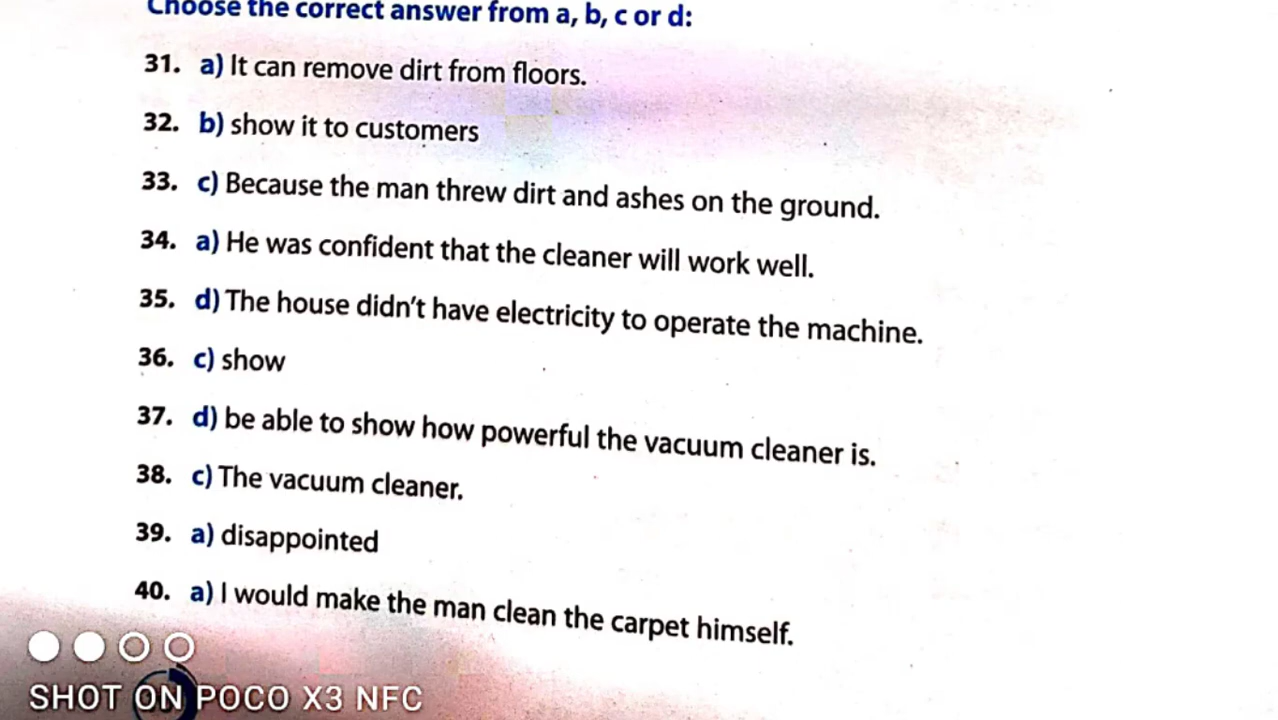 Choose the correct answer from a, b, c or d:
31. a) It can remove dirt from floors.
32. b) show it to customers
33. c) Because the man threw dirt and ashes on the ground.
34. a) He was confident that the cleaner will work well.
35. d) The house didn't have electricity to operate the machine.
36. c) show
37. d) be able to show how powerful the vacuum cleaner is.
38. c) The vacuum cleaner.
39. a) disappointed
40. a) I would make the man clean the carpet himself.
SHOT ON POCO X3 NFC